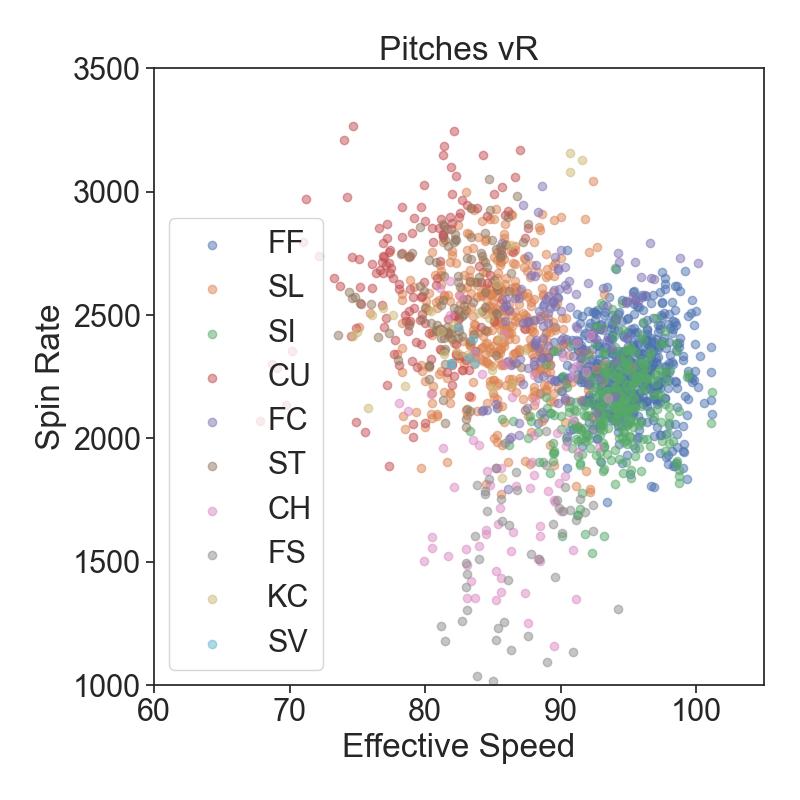 Pitches vR
3500
3000
2500
2000
1500
1000
Spin Rate
FF
SL
SI
CU
FC
ST
CH
FS
KC
SV
60 70 80 90 100
Effective Speed